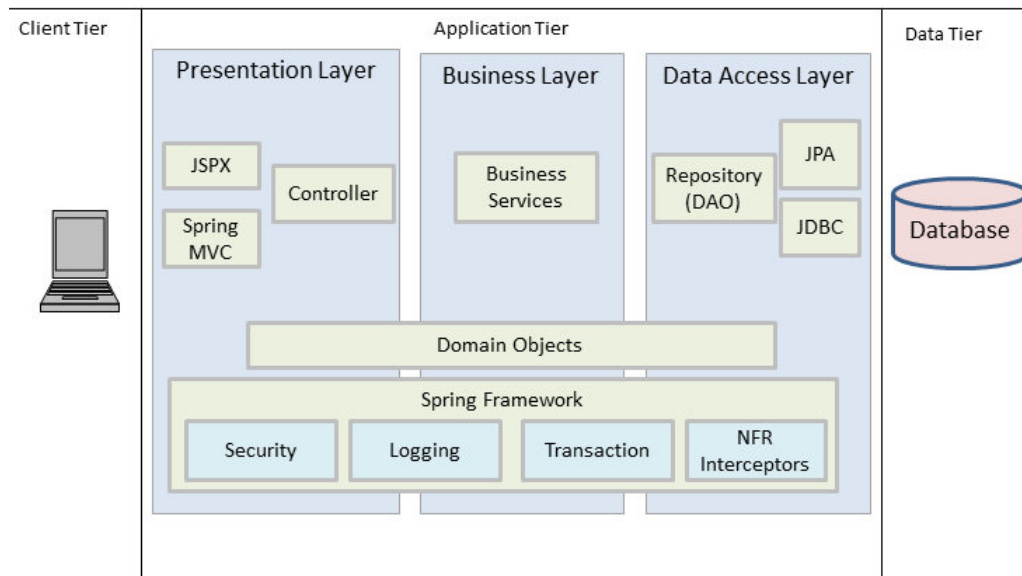 Client Tier
Application Tier
Data Tier
Presentation Layer
Business Layer
Data Access Layer
JSPX
Controller
Spring
MVC
Business
Services
Repository
(DAO)
JPA
JDBC
Database
Domain Objects
Spring Framework
Security
Logging
Transaction
NFR
Interceptors